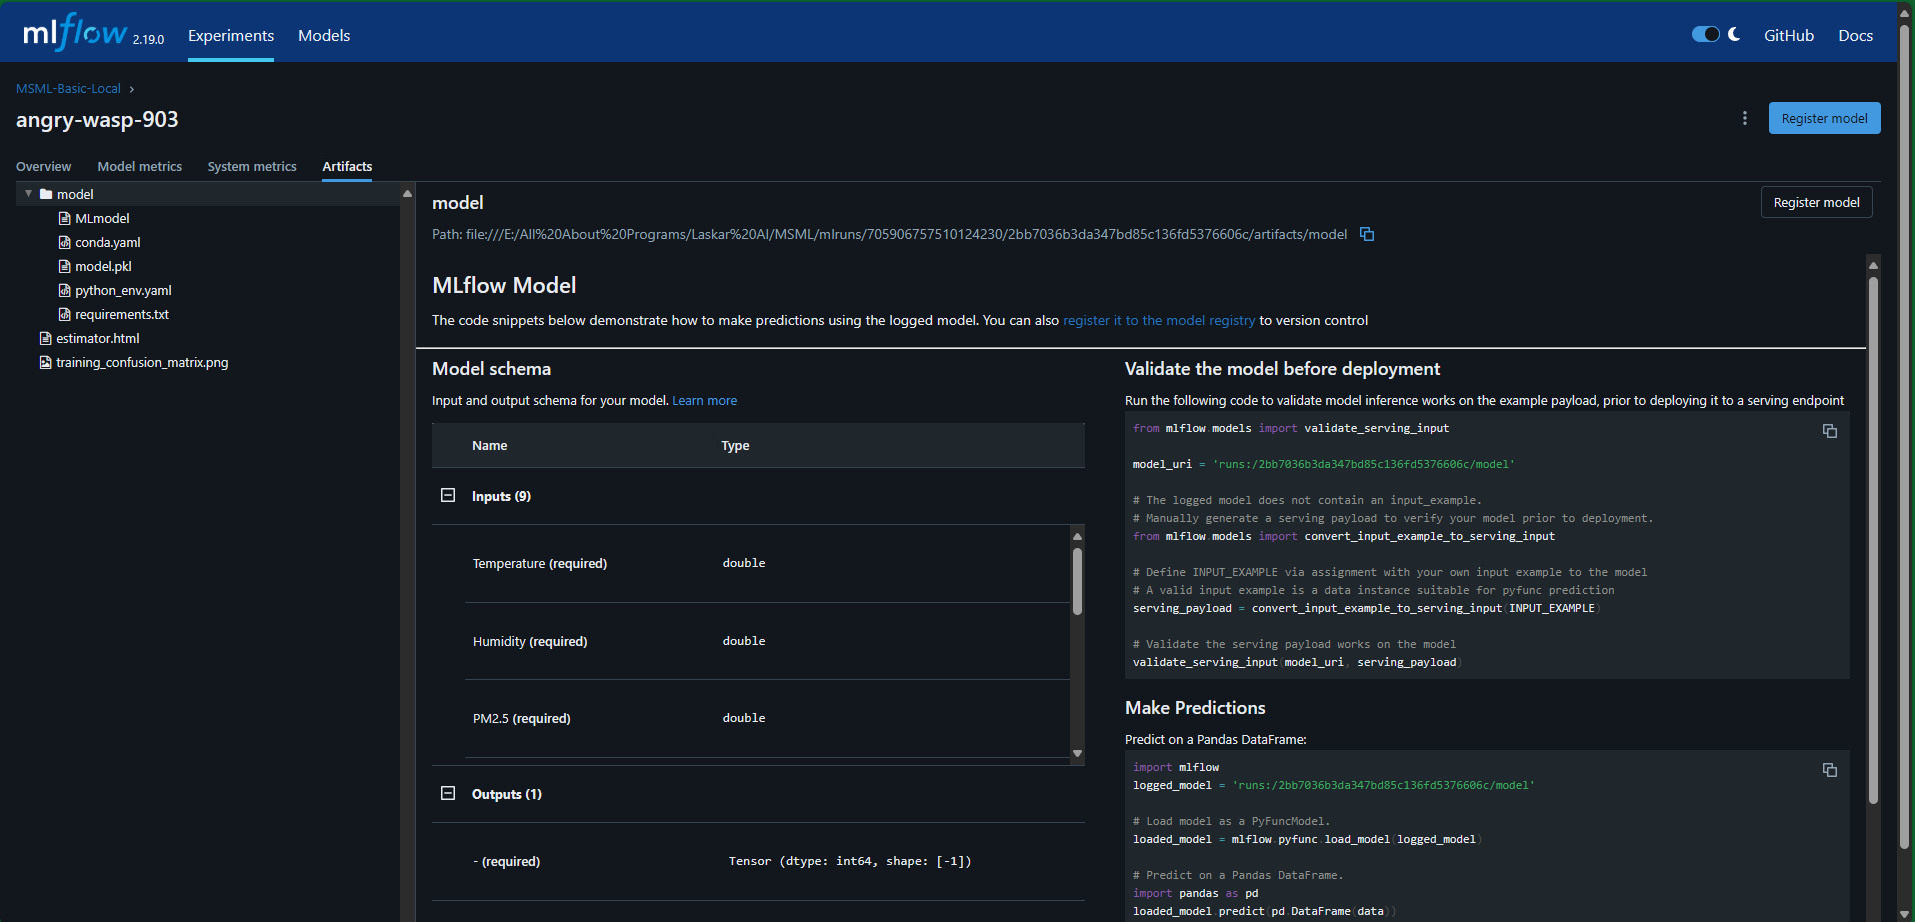 mlflow 2.19.0 Experiments Models GitHub Docs
MSML-Basic-Local ›
angry-wasp-903
Register model
Overview Model metrics System metrics Artifacts
model
MLmodel
conda.yaml
model.pkl
python_env.yaml
requirements.txt
estimator.html
training_confusion_matrix.png
model
Register model
Path: file:///E:/All%20About%20Programs/Laskar%20AI/MSML/mlruns/705906757510124230/2bb7036b3da347bd85c136fd5376606c/artifacts/model
MLflow Model
The code snippets below demonstrate how to make predictions using the logged model. You can also register it to the model registry to version control
Model schema
Input and output schema for your model. Learn more
Name Type
Inputs (9)
Temperature (required) double
Humidity (required) double
PM2.5 (required) double
Outputs (1)
- (required) Tensor (dtype: int64, shape: [-1])
Validate the model before deployment
Run the following code to validate model inference works on the example payload, prior to deploying it to a serving endpoint
from mlflow.models import validate_serving_input
model_uri = 'runs:/2bb7036b3da347bd85c136fd5376606c/model'
# The logged model does not contain an input_example.
# Manually generate a serving payload to verify your model prior to deployment.
from mlflow.models import convert_input_example_to_serving_input
# Define INPUT_EXAMPLE via assignment with your own input example to the model
# A valid input example is a data instance suitable for pyfunc prediction
serving_payload = convert_input_example_to_serving_input(INPUT_EXAMPLE)
# Validate the serving payload works on the model
validate_serving_input(model_uri, serving_payload)
Make Predictions
Predict on a Pandas DataFrame:
import mlflow
logged_model = 'runs:/2bb7036b3da347bd85c136fd5376606c/model'
# Load model as a PyFuncModel.
loaded_model = mlflow.pyfunc.load_model(logged_model)
# Predict on a Pandas DataFrame.
import pandas as pd
loaded_model.predict(pd.DataFrame(data))